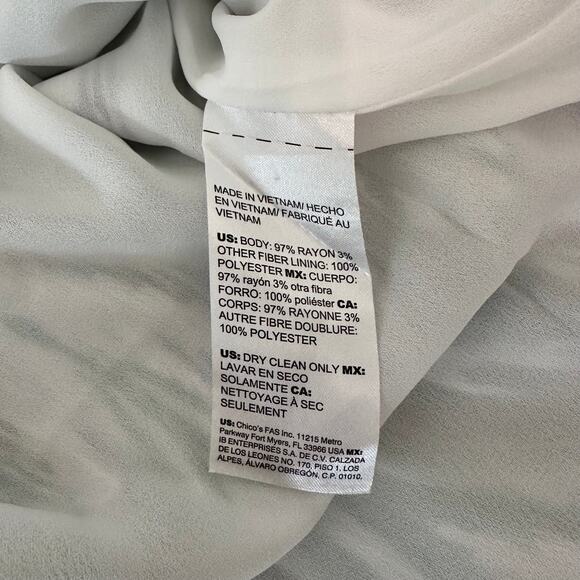 MADE IN VIETNAM/ HECHO
EN VIETNAM/ FABRIQUÉ AU
VIETNAM
US: BODY: 97% RAYON 3%
OTHER FIBER LINING: 100%
POLYESTER MX: CUERPO:
97% rayón 3% otra fibra
FORRO: 100% poliéster CA:
CORPS: 97% RAYONNE 3%
AUTRE FIBRE DOUBLURE:
100% POLYESTER
US: DRY CLEAN ONLY MX:
LAVAR EN SECO
SOLAMENTE CA:
NETTOYAGE À SEC
SEULEMENT
US: Chico's FAS inc. 11215 Metro
Parkway Fort Myers, FL 33966 USA MX:
IB ENTERPRISES S.A. DE C.V. CALZADA
DE LOS LEONES NO. 170, PISO 1. LOS
ALPES, ÁLVARO OBREGÓN. C.P. 01010.